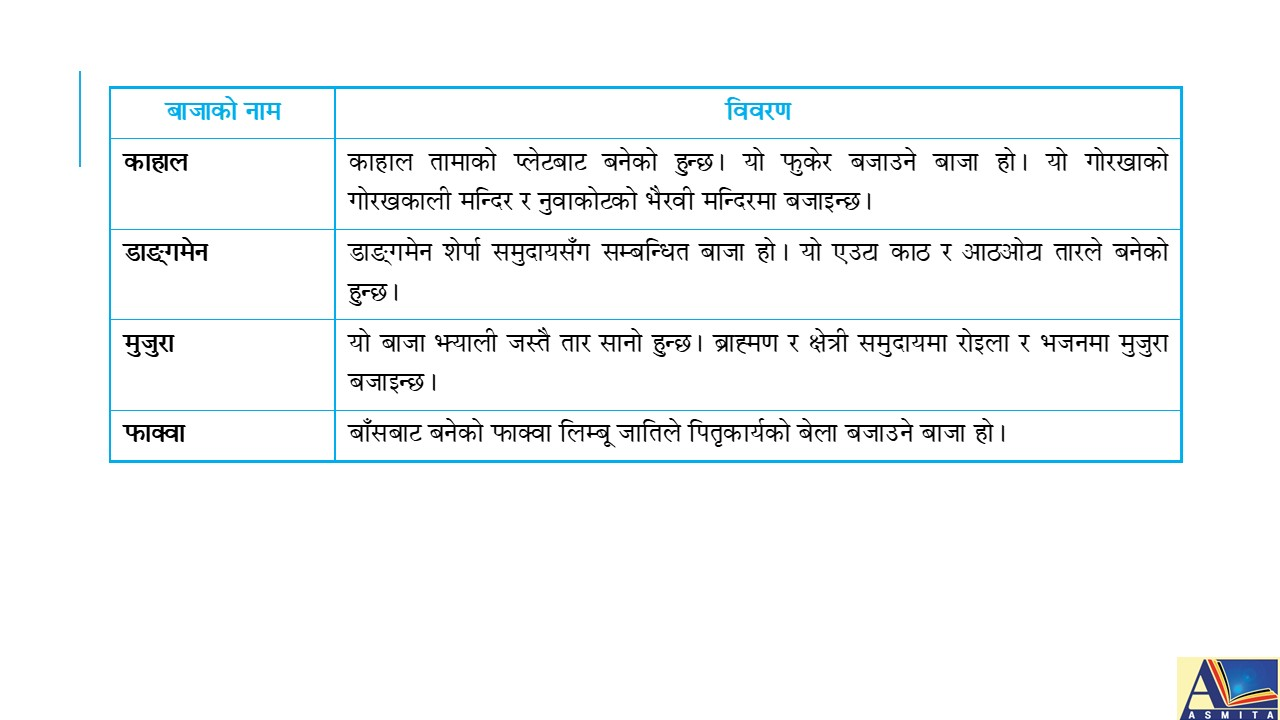 बाजाको नाम विवरण
काहाल काहाल तामाको प्लेटबाट बनेको हुन्छ। यो फुकेर बजाउने बाजा हो। यो गोरखाको
गोरखकाली मन्दिर र नुवाकोटको भैरवी मन्दिरमा बजाइन्छ।
डाङ्गमेन डाङ्गमेन शेर्पा समुदायसँग सम्बन्धित बाजा हो। यो एउटा काठ र आठओटा तारले बनेको
हुन्छ।
मुजुरा यो बाजा झ्याली जस्तै तार सानो हुन्छ। ब्राह्मण र क्षेत्री समुदायमा रोइला र भजनमा मुजुरा
बजाइन्छ।
फाक्वा बाँसबाट बनेको फाक्वा लिम्बू जातिले पितृकार्यको बेला बजाउने बाजा हो।
ASMITA